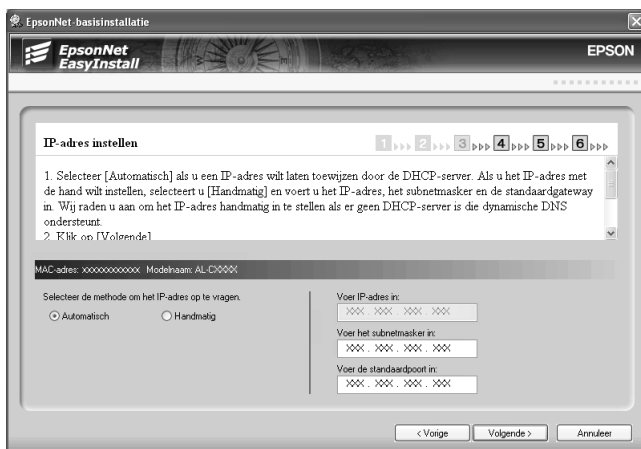 EpsonNet-basisinstallatie
EpsonNet
EasyInstall
EPSON
IP-adres instellen
1 2 3 4 5 6
1. Selecteer [Automatisch] als u een IP-adres wilt laten toewijzen door de DHCP-server. Als u het IP-adres met
de hand wilt instellen, selecteert u [Handmatig] en voert u het IP-adres, het subnetmasker en de standaardgateway
in. Wij raden u aan om het IP-adres handmatig in te stellen als er geen DHCP-server is die dynamische DNS
ondersteunt.
2. Klik op [Volgende]
MAC-adres: XXXXXXXXXXXX Modelnaam: AL-CXXXX
Selecteer de methode om het IP-adres op te vragen.
Automatisch
Handmatig
Voer IP-adres in:
XXX . XXX . XXX . XXX
Voer het subnetmasker in:
XXX . XXX . XXX . XXX
Voer de standaardpoort in:
XXX . XXX . XXX . XXX
< Vorige
Volgende >
Annuleer